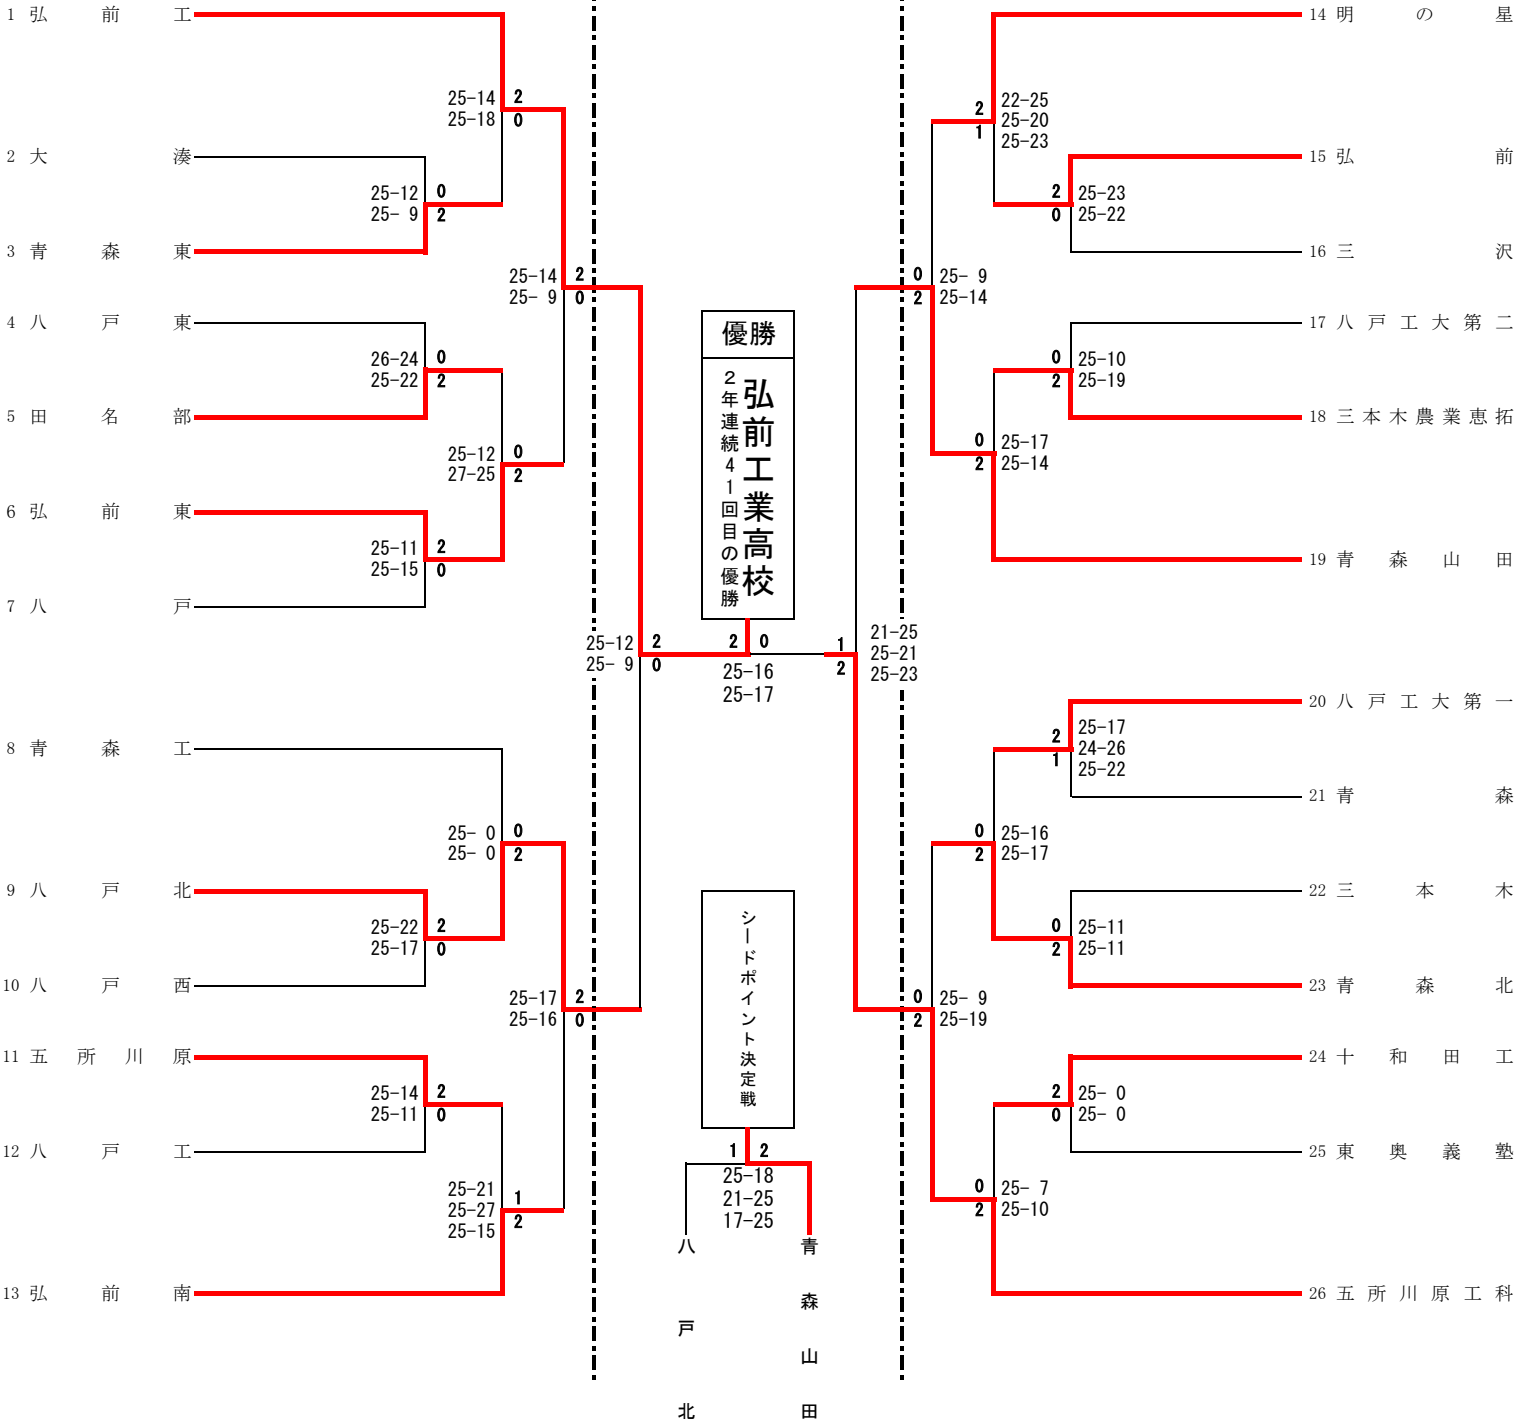 1 弘前工
25-14 2
25-18 0
2 大湊
25-12 0
25- 9 2
3 青森東
25-14 2
25- 9 0
4 八戸東
26-24 0
25-22 2
5 田名部
25-12 0
27-25 2
6 弘前東
25-11 2
25-15 0
7 八戸
25-12 2
25- 9 0
8 青森工
25- 0 0
25- 0 2
9 八戸北
25-22 2
25-17 0
10 八戸西
25-17 2
25-16 0
11 五所川原
25-14 2
25-11 0
12 八戸工
25-21
25-27 1
25-15 2
13 弘前南
優勝
弘前工業高校
2年連続41回目の優勝
2 0
25-16
25-17
シードポイント決定戦
1 2
25-18
21-25
17-25
八戸北
青森山田
14 明の星
2 22-25
1 25-20
25-23
15 弘前
2 25-23
0 25-22
16 三沢
0 25- 9
2 25-14
17 八戸工大第二
0 25-10
2 25-19
18 三本木農業恵拓
0 25-17
2 25-14
19 青森山田
1 21-25
2 25-21
25-23
20 八戸工大第一
2 25-17
1 24-26
25-22
21 青森
0 25-16
2 25-17
22 三本木
0 25-11
2 25-11
23 青森北
0 25- 9
2 25-19
24 十和田工
2 25- 0
0 25- 0
25 東奥義塾
0 25- 7
2 25-10
26 五所川原工科